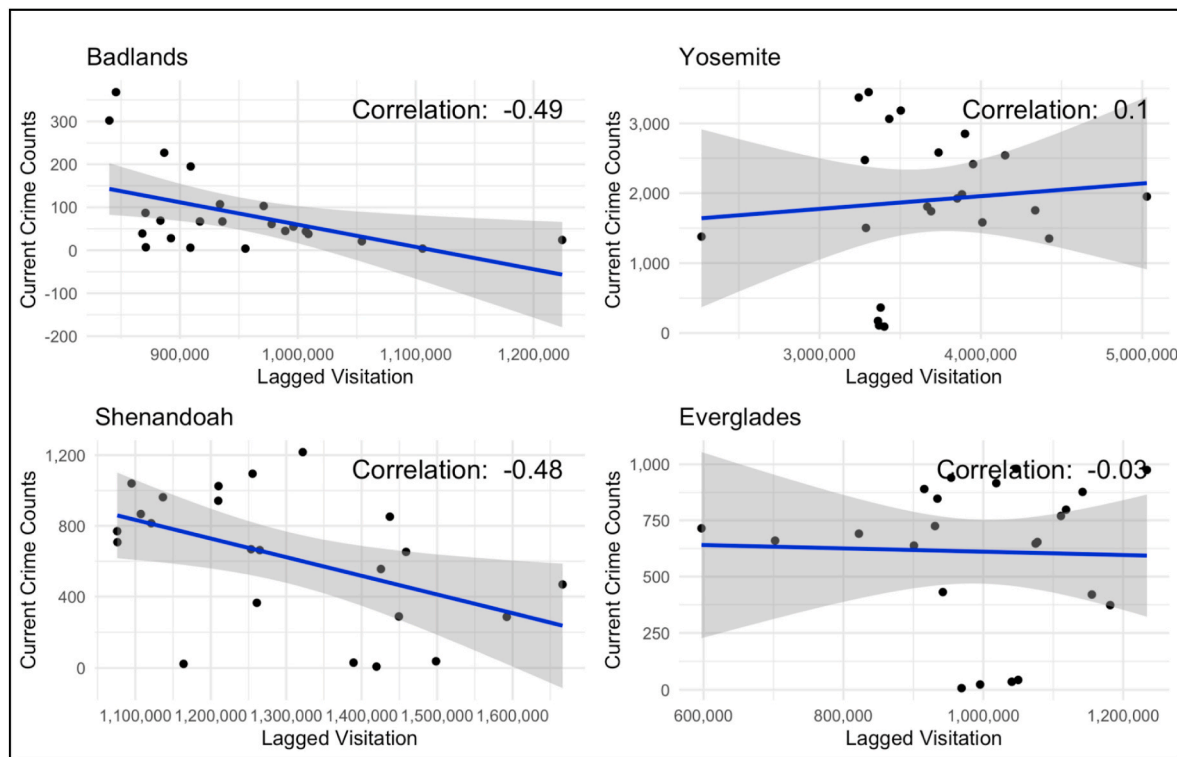 Badlands
Correlation: -0.49
Current Crime Counts
300
200
100
0
-100
-200
900,000
1,000,000
1,100,000
1,200,000
Lagged Visitation
Yosemite
Correlation: 0.1
Current Crime Counts
3,000
2,000
1,000
0
3,000,000
4,000,000
5,000,000
Lagged Visitation
Shenandoah
Correlation: -0.48
Current Crime Counts
1,200
800
400
0
1,100,000
1,200,000
1,300,000
1,400,000
1,500,000
1,600,000
Lagged Visitation
Everglades
Correlation: -0.03
Current Crime Counts
1,000
750
500
250
0
600,000
800,000
1,000,000
1,200,000
Lagged Visitation